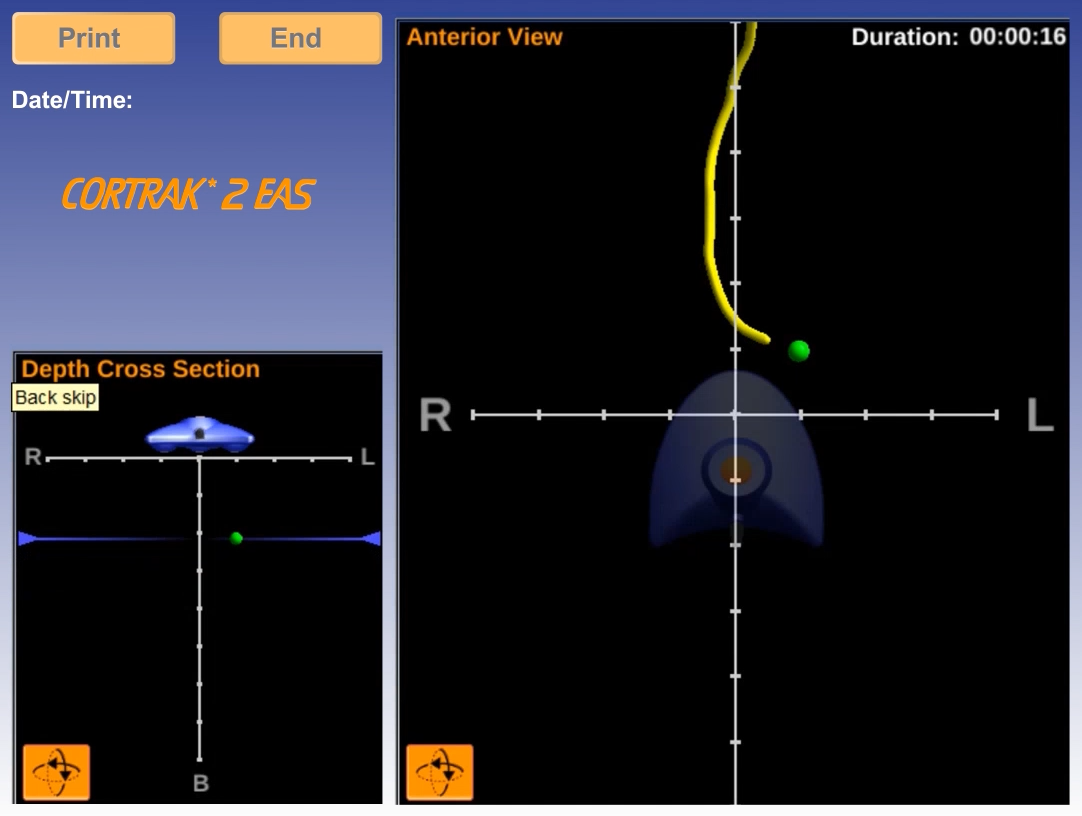 Print
End
Date/Time:
CORTRAK* 2 EAS
Depth Cross Section
Back skip
R
L
B
Anterior View
Duration: 00:00:16
R
L